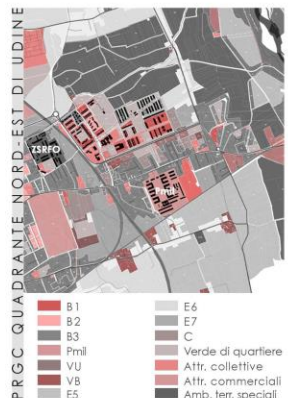 PRGC QUADRANTE NORD-EST DI UDINE
ZSRFO
Pmil
B1
B2
B3
Pmil
VU
VB
E5
E6
E7
C
Verde di quartiere
Attr. collettive
Attr. commerciali
Amb. terr. speciali